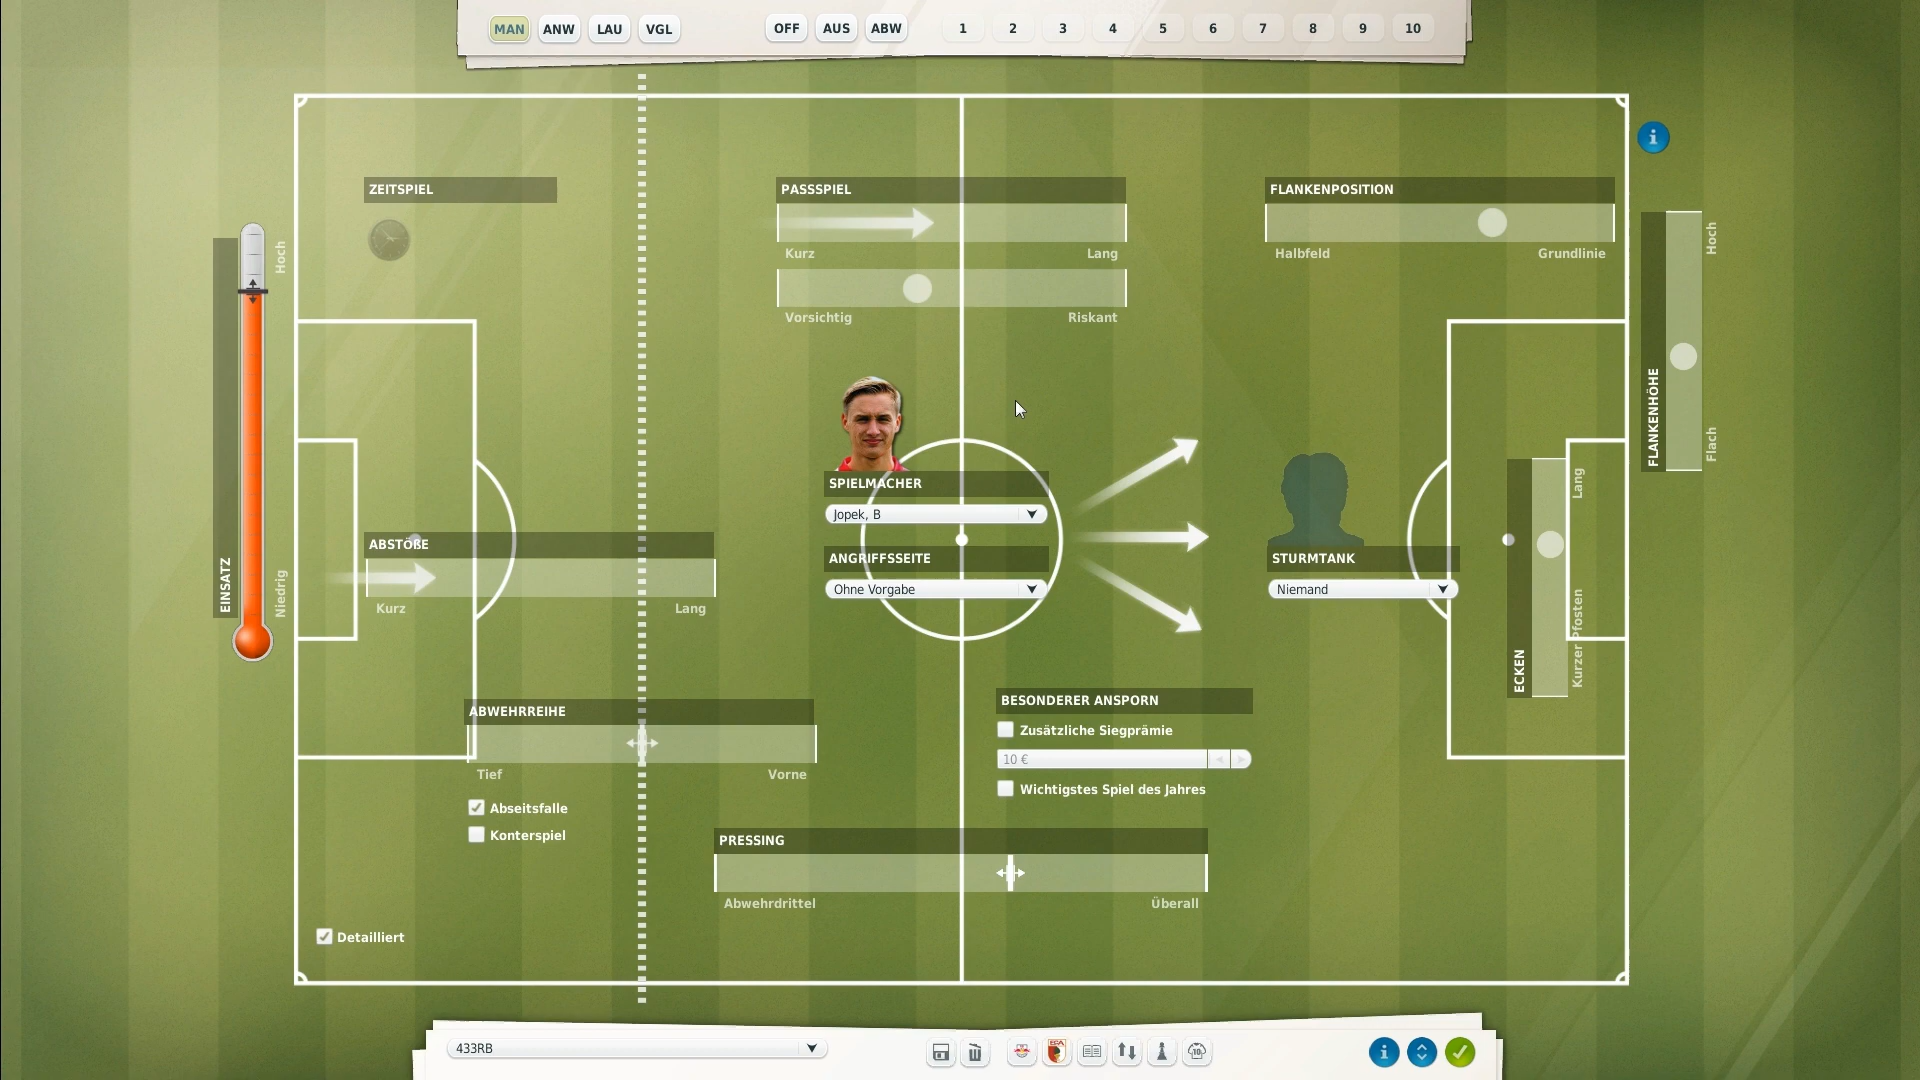 MAN ANW LAU VGL OFF AUS ABW 1 2 3 4 5 6 7 8 9 10
ZEITSPIEL
PASSSPIEL
Kurz Lang
Vorsichtig Riskant
FLANKENPOSITION
Halbfeld Grundlinie
EINSATZ
Hoch
Niedrig
FLANKENHÖHE
Hoch
Flach
SPIELMACHER
Jopek, B
ANGRIFFSSEITE
Ohne Vorgabe
STURMTANK
Niemand
ECKEN
Lang
Kurzer Pfosten
ABSTÖßE
Kurz Lang
ABWEHRREIHE
Tief Vorne
Abseitsfalle
Konterspiel
BESONDERER ANSPORN
Zusätzliche Siegprämie
10 €
Wichtigstes Spiel des Jahres
PRESSING
Abwehrdrittel Überall
Detailliert
433RB
FCA
10